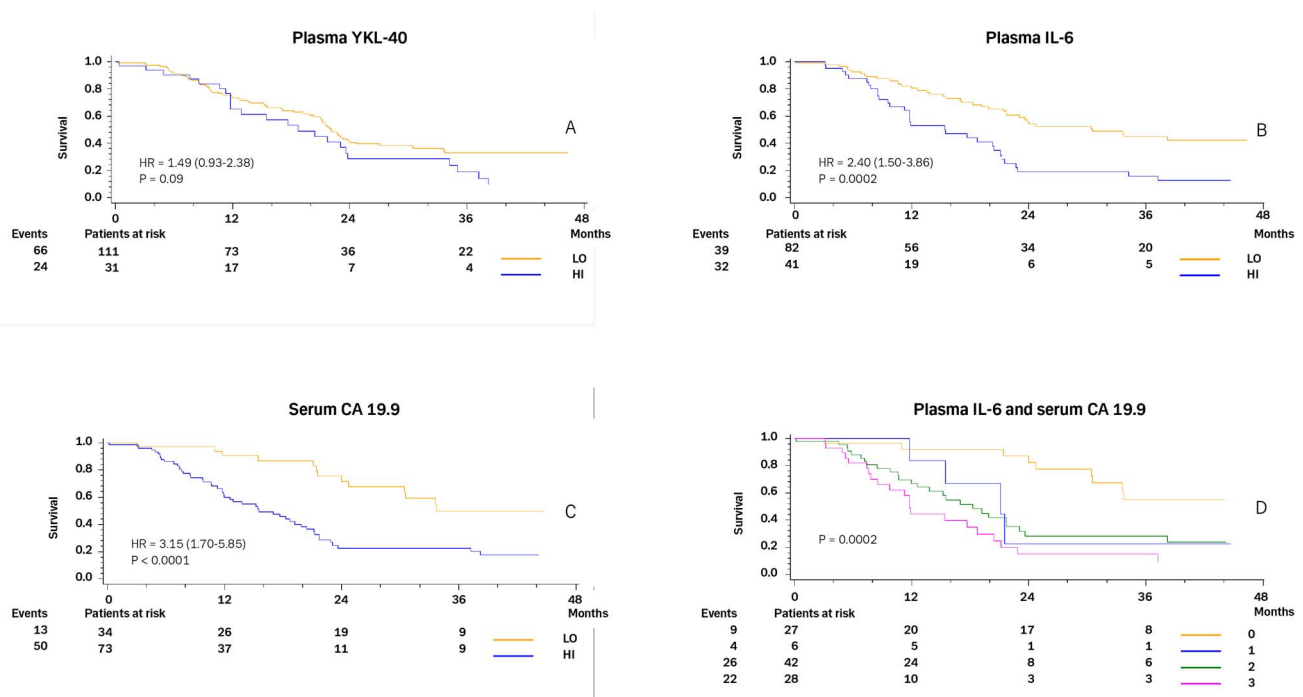 Plasma YKL-40
1.0
0.8
0.6
0.4
0.2
0.0
Survival
A
HR = 1.49 (0.93-2.38)
P = 0.09
0 12 24 36 48
Events Patients at risk Months
66 111 73 36 22 LO
24 31 17 7 4 HI
Plasma IL-6
1.0
0.8
0.6
0.4
0.2
0.0
Survival
B
HR = 2.40 (1.50-3.86)
P = 0.0002
0 12 24 36 48
Events Patients at risk Months
39 82 56 34 20 LO
32 41 19 6 5 HI
Serum CA 19.9
1.0
0.8
0.6
0.4
0.2
0.0
Survival
C
HR = 3.15 (1.70-5.85)
P < 0.0001
0 12 24 36 48
Events Patients at risk Months
13 34 26 19 9 LO
50 73 37 11 9 HI
Plasma IL-6 and serum CA 19.9
1.0
0.8
0.6
0.4
0.2
0.0
Survival
D
P = 0.0002
0 12 24 36 48
Events Patients at risk Months
9 27 20 17 8 0
4 6 5 1 1 1
26 42 24 8 6 2
22 28 10 3 3 3